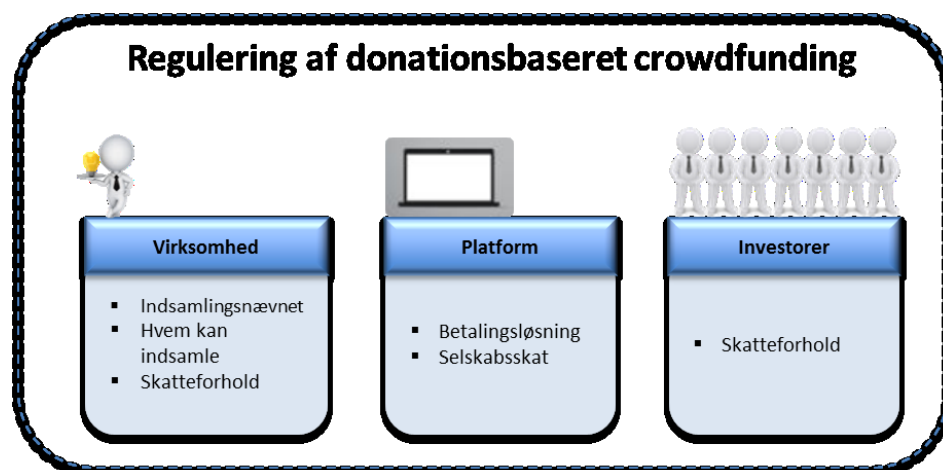 Regulering af donationsbaseret crowdfunding
Virksomhed
▪ Indsamlingsnævnet
▪ Hvem kan
indsamle
▪ Skatteforhold
Platform
▪ Betalingsløsning
▪ Selskabsskat
Investorer
▪ Skatteforhold